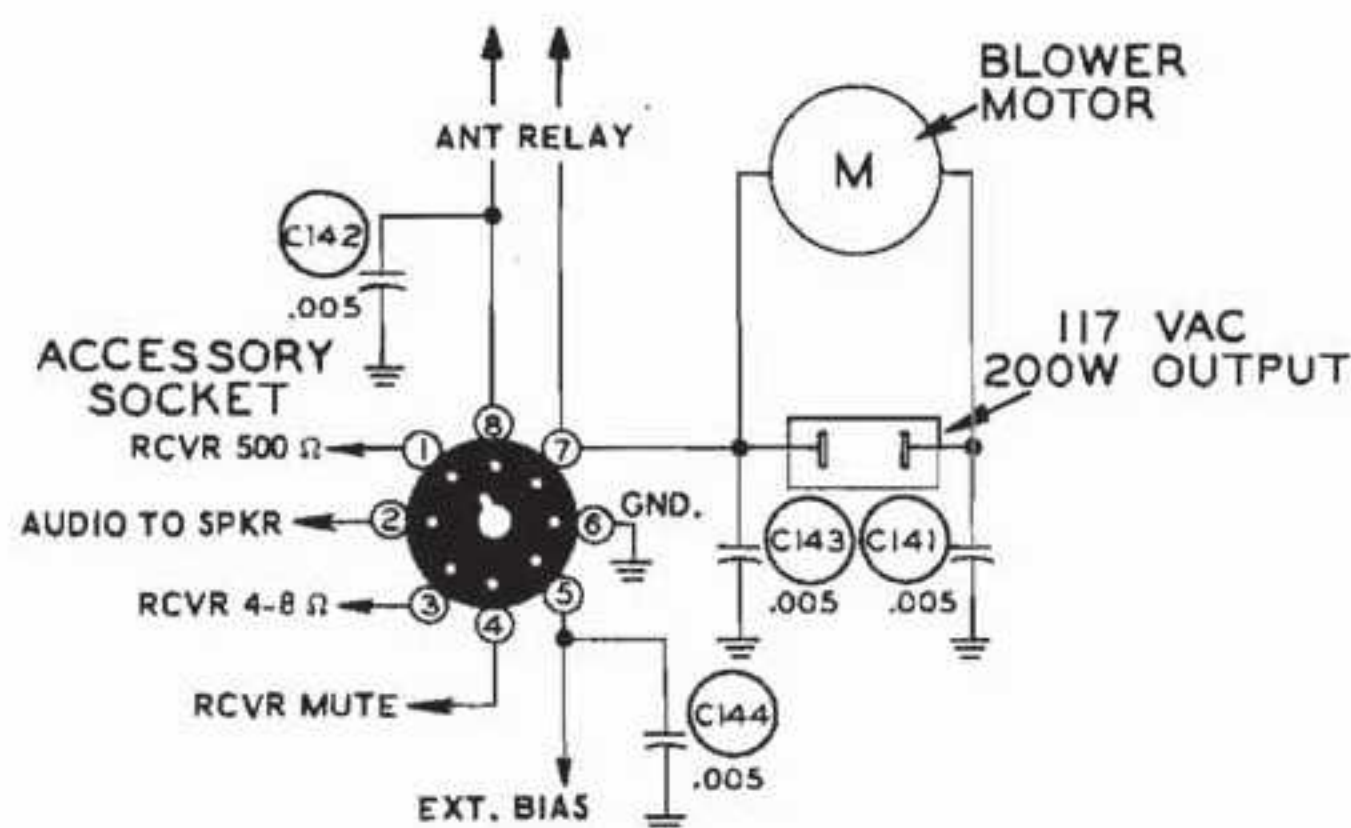 ANT RELAY
BLOWER
MOTOR
M
C142
.005
117 VAC
200W OUTPUT
ACCESSORY
SOCKET
8
RCVR 500 Ω
1
7
AUDIO TO SPKR
2
6
GND.
C143
C141
.005
.005
RCVR 4-8 Ω
3
5
4
RCVR MUTE
C144
.005
EXT. BIAS